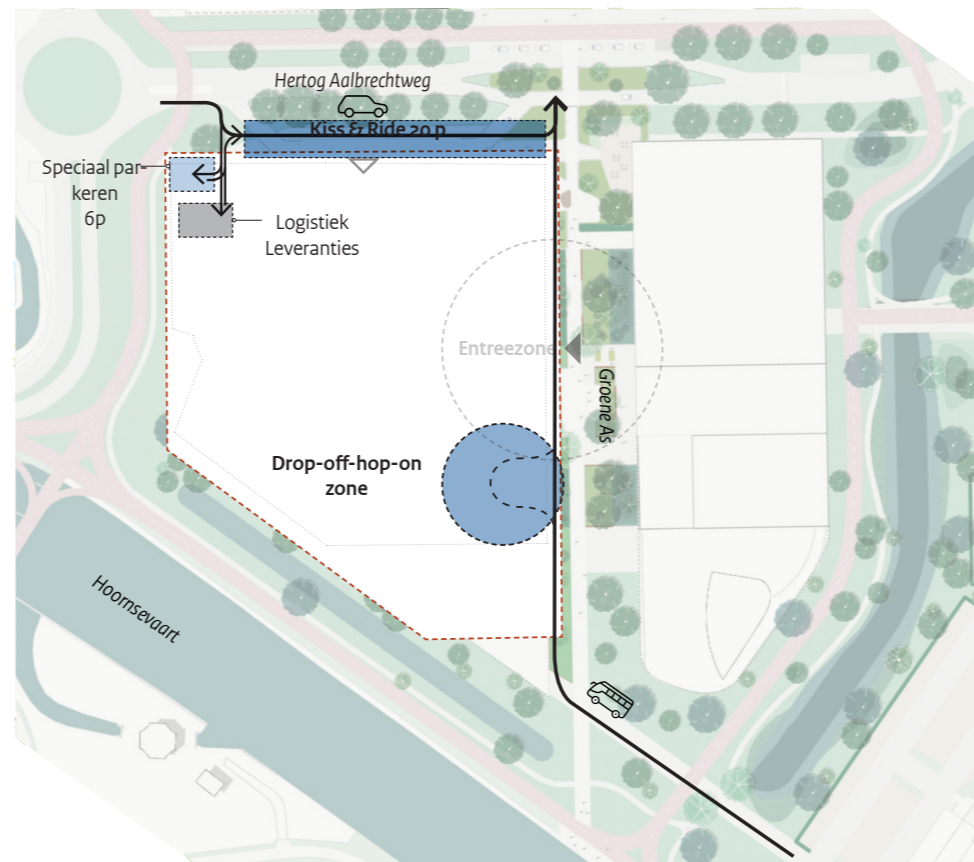 Hertog Aalbrechtweg
Kiss & Ride 20 p
Speciaal par-
keren
6p
Logistiek
Leveranties
Entreezone
Groene As
Drop-off-hop-on
zone
Hoornsevaart